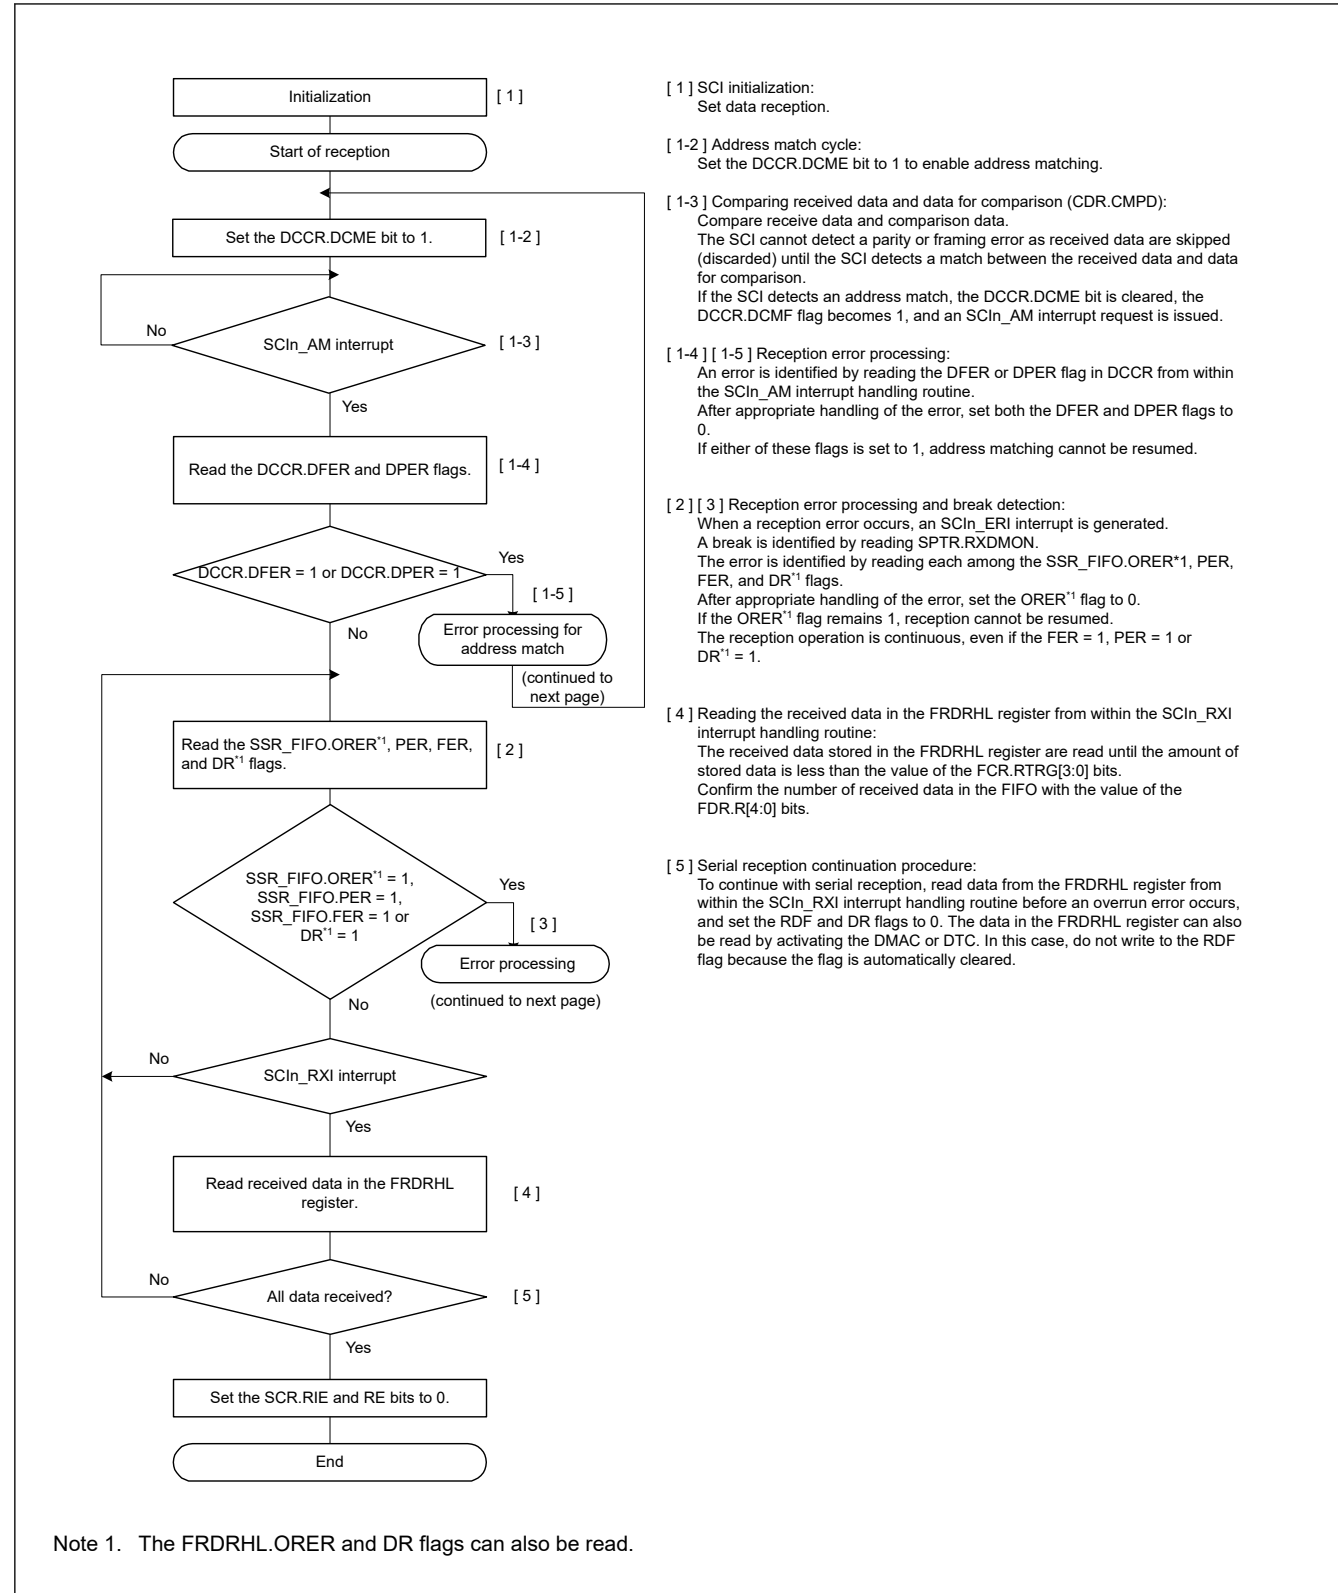 Initialization
[ 1 ]
Start of reception
Set the DCCR.DCME bit to 1.
[ 1-2 ]
No
SCIn_AM interrupt
[ 1-3 ]
Yes
Read the DCCR.DFER and DPER flags.
[ 1-4 ]
DCCR.DFER = 1 or DCCR.DPER = 1
Yes
[ 1-5 ]
No
Error processing for
address match
(continued to
next page)
Read the SSR_FIFO.ORER*1, PER, FER,
and DR*1 flags.
[ 2 ]
SSR_FIFO.ORER*1 = 1,
SSR_FIFO.PER = 1,
SSR_FIFO.FER = 1 or
DR*1 = 1
Yes
[ 3 ]
Error processing
(continued to next page)
No
No
SCIn_RXI interrupt
Yes
Read received data in the FRDRHL
register.
[ 4 ]
No
All data received?
[ 5 ]
Yes
Set the SCR.RIE and RE bits to 0.
End
[ 1 ] SCI initialization:
Set data reception.
[ 1-2 ] Address match cycle:
Set the DCCR.DCME bit to 1 to enable address matching.
[ 1-3 ] Comparing received data and data for comparison (CDR.CMPD):
Compare receive data and comparison data.
The SCI cannot detect a parity or framing error as received data are skipped
(discarded) until the SCI detects a match between the received data and data
for comparison.
If the SCI detects an address match, the DCCR.DCME bit is cleared, the
DCCR.DCMF flag becomes 1, and an SCIn_AM interrupt request is issued.
[ 1-4 ] [ 1-5 ] Reception error processing:
An error is identified by reading the DFER or DPER flag in DCCR from within
the SCIn_AM interrupt handling routine.
After appropriate handling of the error, set both the DFER and DPER flags to
0.
If either of these flags is set to 1, address matching cannot be resumed.
[ 2 ] [ 3 ] Reception error processing and break detection:
When a reception error occurs, an SCIn_ERI interrupt is generated.
A break is identified by reading SPTR.RXDMON.
The error is identified by reading each among the SSR_FIFO.ORER*1, PER,
FER, and DR*1 flags.
After appropriate handling of the error, set the ORER*1 flag to 0.
If the ORER*1 flag remains 1, reception cannot be resumed.
The reception operation is continuous, even if the FER = 1, PER = 1 or
DR*1 = 1.
[ 4 ] Reading the received data in the FRDRHL register from within the SCIn_RXI
interrupt handling routine:
The received data stored in the FRDRHL register are read until the amount of
stored data is less than the value of the FCR.RTRG[3:0] bits.
Confirm the number of received data in the FIFO with the value of the
FDR.R[4:0] bits.
[ 5 ] Serial reception continuation procedure:
To continue with serial reception, read data from the FRDRHL register from
within the SCIn_RXI interrupt handling routine before an overrun error occurs,
and set the RDF and DR flags to 0. The data in the FRDRHL register can also
be read by activating the DMAC or DTC. In this case, do not write to the RDF
flag because the flag is automatically cleared.
Note 1. The FRDRHL.ORER and DR flags can also be read.